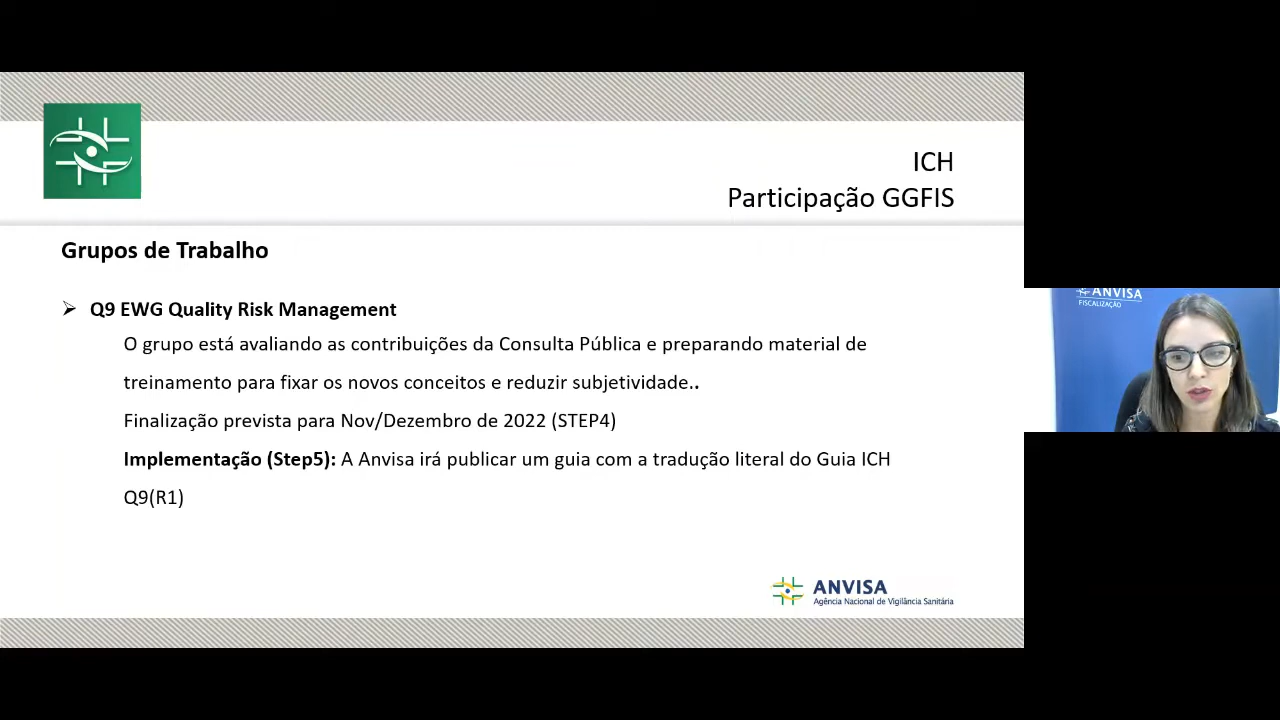 ICH
Participação GGFIS
Grupos de Trabalho
Q9 EWG Quality Risk Management
O grupo está avaliando as contribuições da Consulta Pública e preparando material de
treinamento para fixar os novos conceitos e reduzir subjetividade..
Finalização prevista para Nov/Dezembro de 2022 (STEP4)
Implementação (Step5): A Anvisa irá publicar um guia com a tradução literal do Guia ICH
Q9(R1)
ANVISA
Agência Nacional de Vigilância Sanitária
ANVISA
FISCALIZAÇÃO